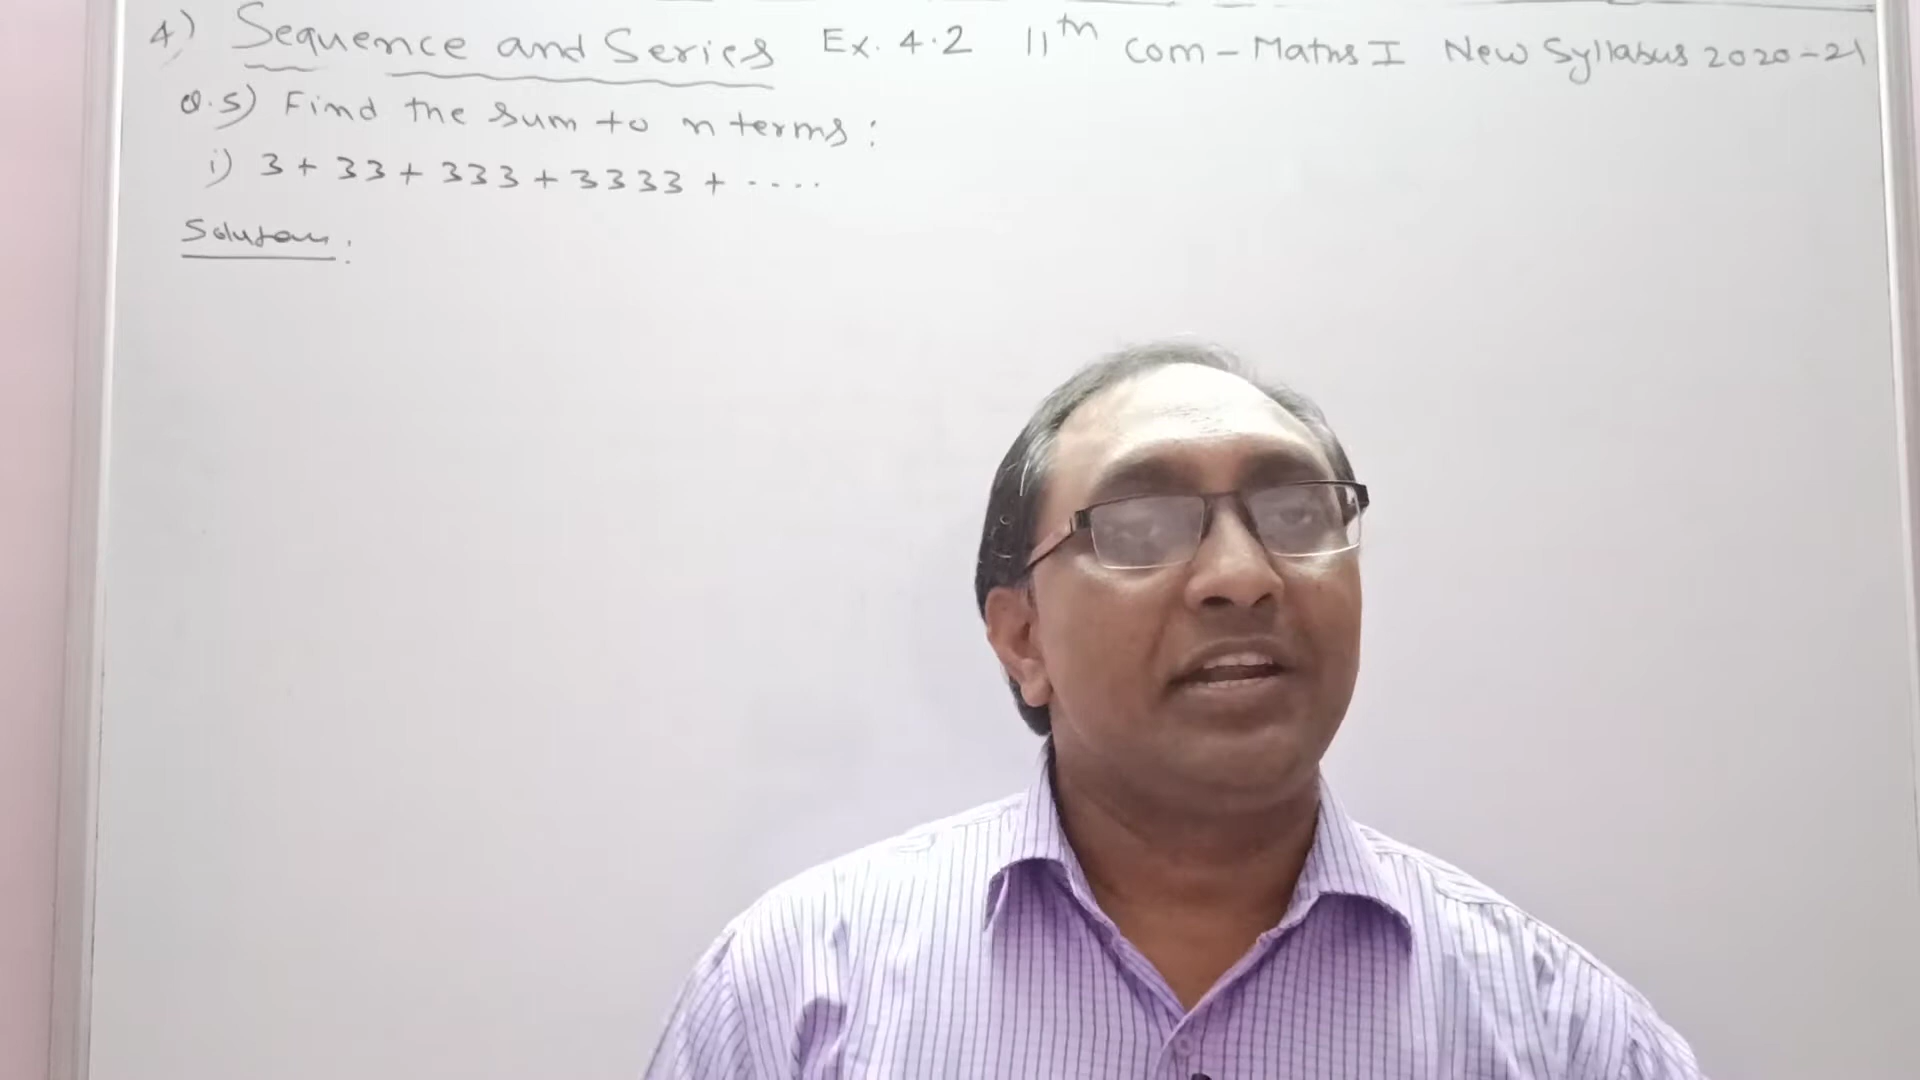 4) Sequence and Series Ex. 4.2 11th Com - Maths I New Syllabus 2020-21
Q.5) Find the sum to n terms:
i) 3 + 33 + 333 + 3333 + ....
Solution: